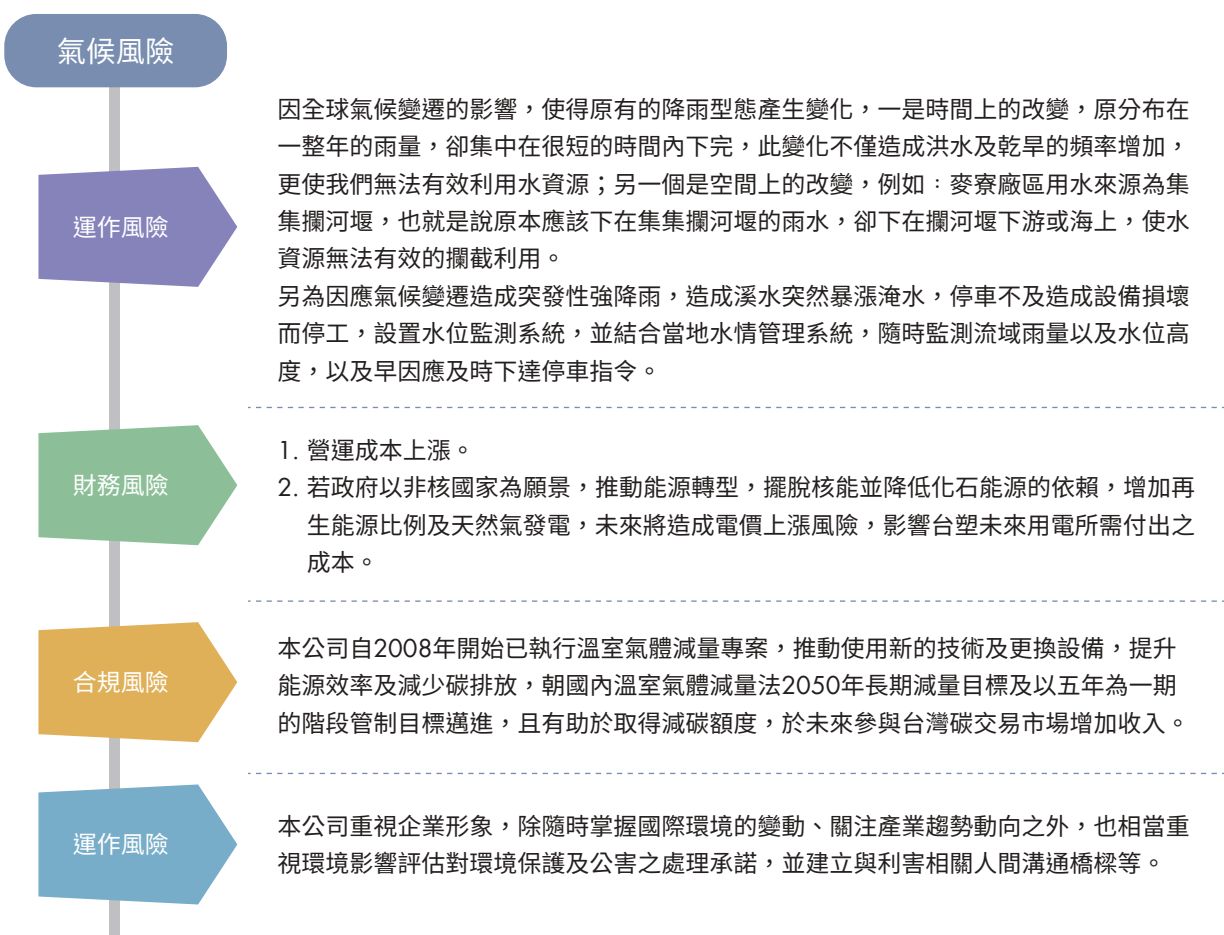 氣候風險
運作風險
因全球氣候變遷的影響，使得原有的降雨型態產生變化，一是時間上的改變，原分布在
一整年的雨量，卻集中在很短的時間內下完，此變化不僅造成洪水及乾旱的頻率增加，
更使我們無法有效利用水資源；另一個是空間上的改變，例如：麥寮廠區用水來源為集
集攔河堰，也就是說原本應該下在集集攔河堰的雨水，卻下在攔河堰下游或海上，使水
資源無法有效的攔截利用。
另為因應氣候變遷造成突發性強降雨，造成溪水突然暴漲淹水，停車不及造成設備損壞
而停工，設置水位監測系統，並結合當地水情管理系統，隨時監測流域雨量以及水位高
度，以及早因應及時下達停車指令。
財務風險
1. 營運成本上漲。
2. 若政府以非核國家為願景，推動能源轉型，擺脫核能並降低化石能源的依賴，增加再
生能源比例及天然氣發電，未來將造成電價上漲風險，影響台塑未來用電所需付出之
成本。
合規風險
本公司自2008年開始已執行溫室氣體減量專案，推動使用新的技術及更換設備，提升
能源效率及減少碳排放，朝國內溫室氣體減量法2050年長期減量目標及以五年為一期
的階段管制目標邁進，且有助於取得減碳額度，於未來參與台灣碳交易市場增加收入。
運作風險
本公司重視企業形象，除隨時掌握國際環境的變動、關注產業趨勢動向之外，也相當重
視環境影響評估對環境保護及公害之處理承諾，並建立與利害相關人間溝通橋樑等。